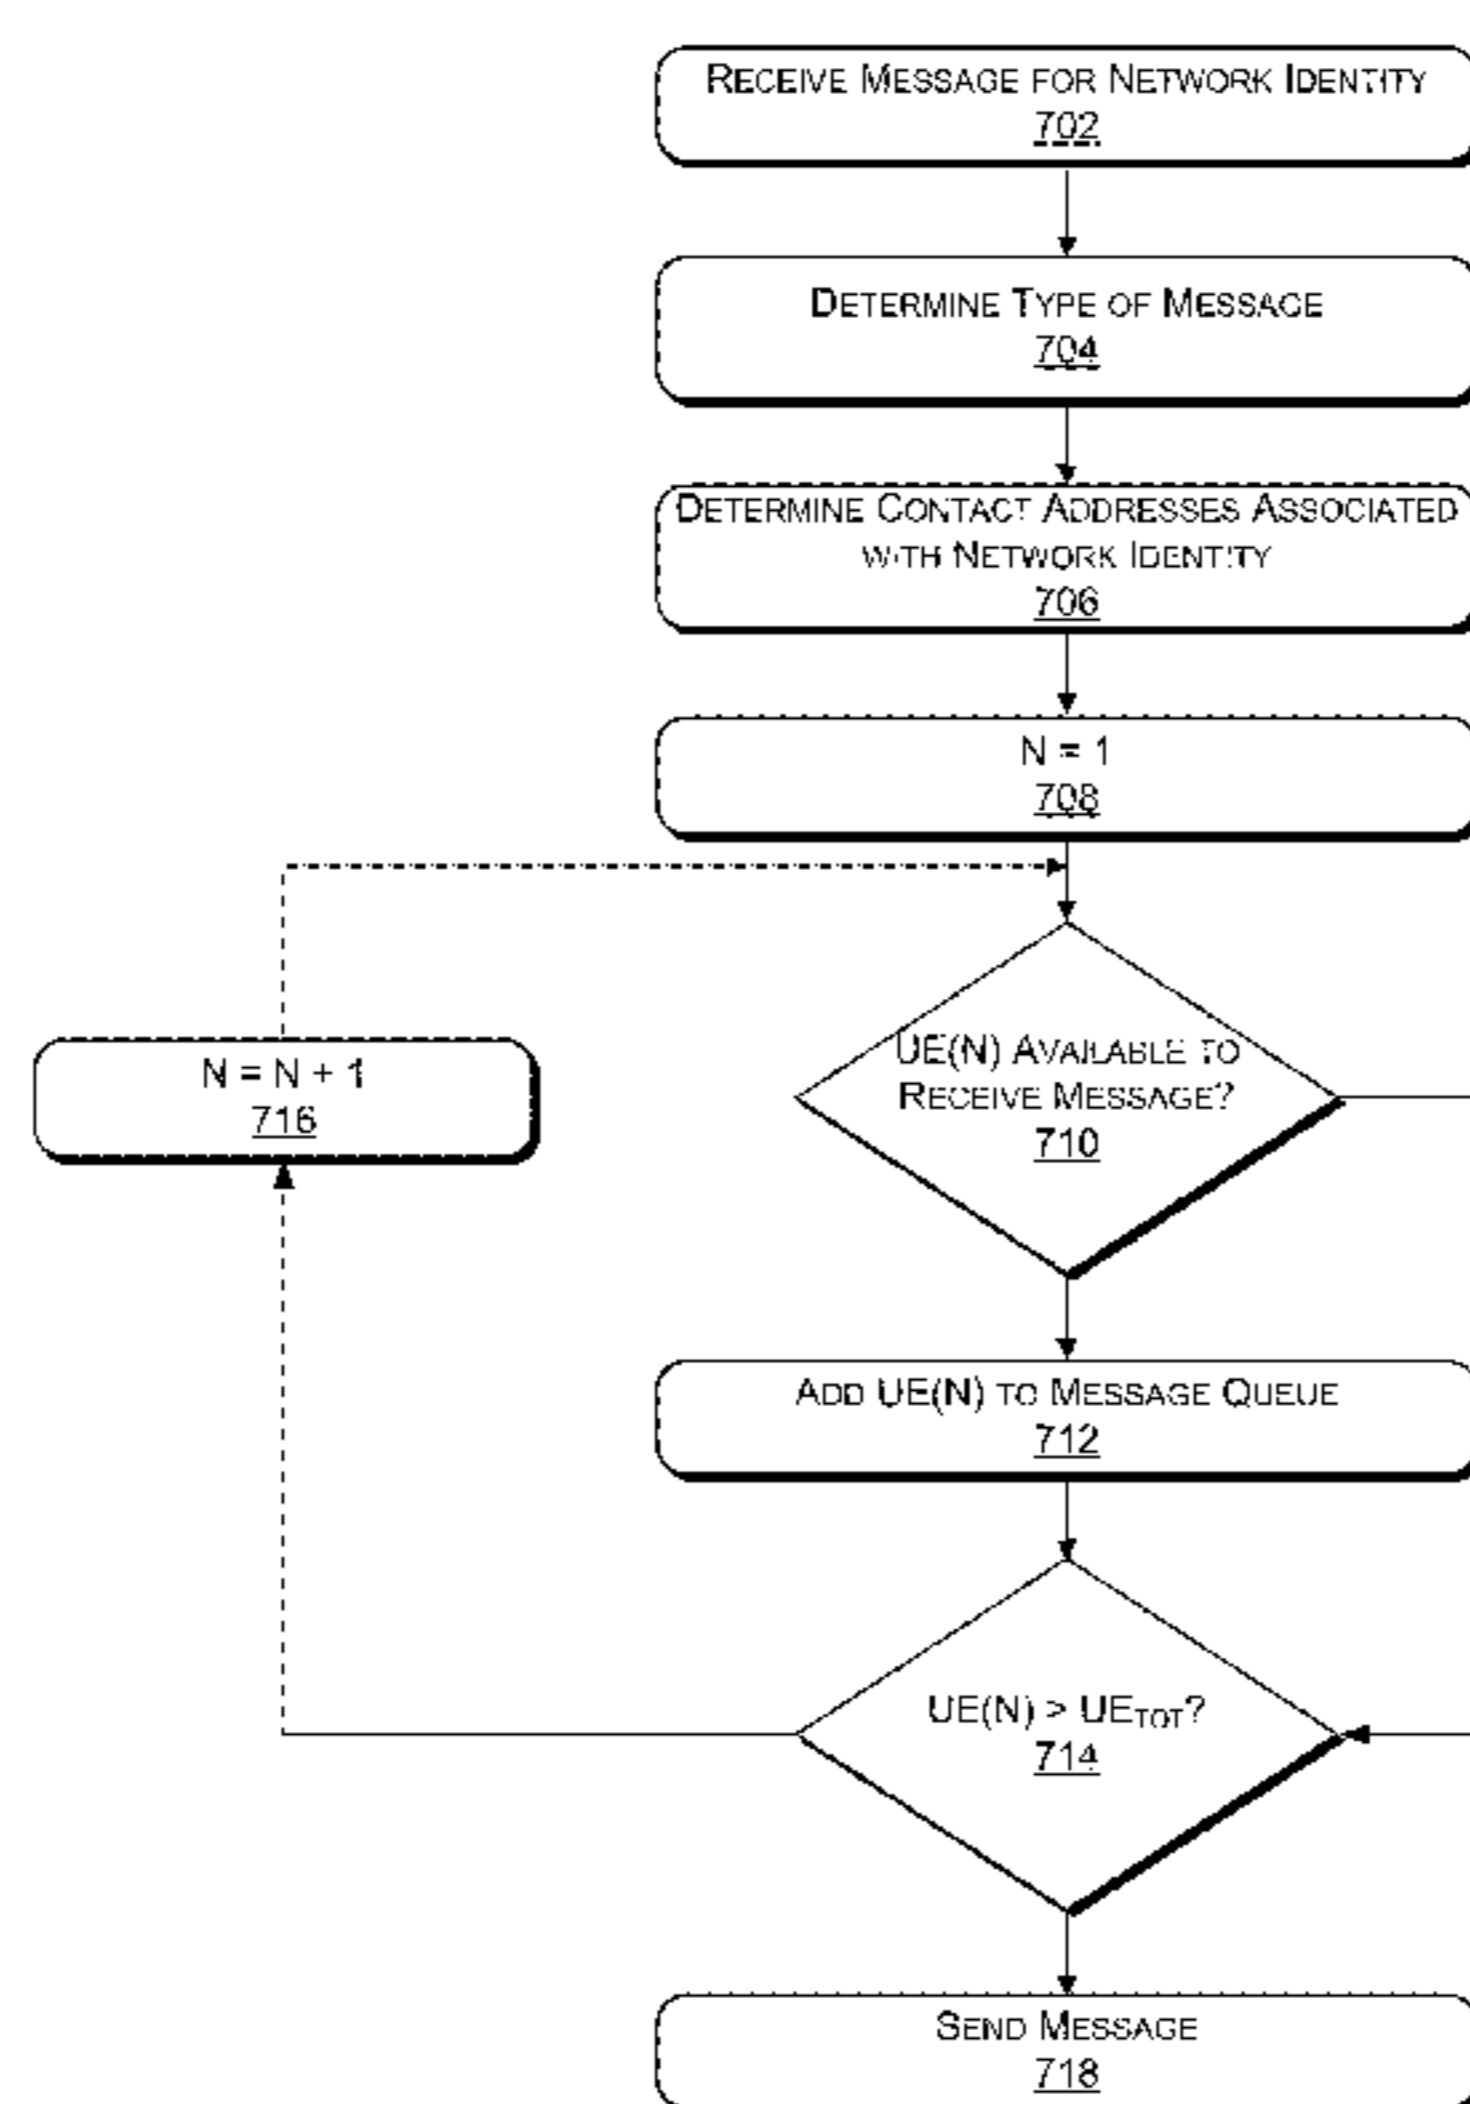 RECEIVE MESSAGE FOR NETWORK IDENTITY
702
DETERMINE TYPE OF MESSAGE
704
DETERMINE CONTACT ADDRESSES ASSOCIATED
WITH NETWORK IDENTITY
706
N = 1
708
UE(N) AVAILABLE TO
RECEIVE MESSAGE?
710
N = N + 1
716
ADD UE(N) TO MESSAGE QUEUE
712
UE(N) > UETOT?
714
SEND MESSAGE
718